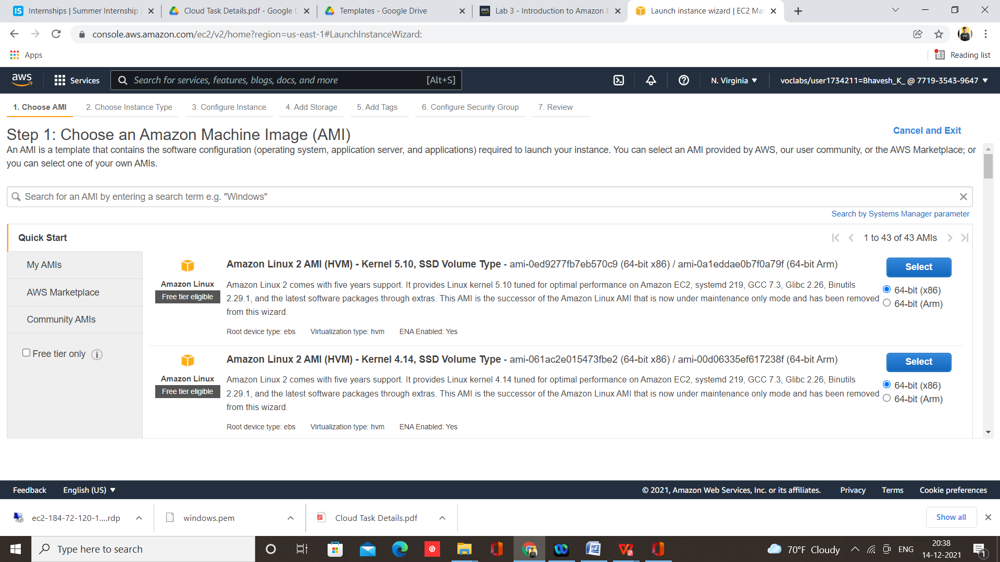 Internships | Summer Internship
Cloud Task Details.pdf - Google D
Templates - Google Drive
Lab 3 - Introduction to Amazon E
Launch instance wizard | EC2 Ma
console.aws.amazon.com/ec2/v2/home?region=us-east-1#LaunchInstanceWizard:
Apps
Reading list
aws
Services
Search for services, features, blogs, docs, and more
[Alt+S]
N. Virginia
voclabs/user1734211=Bhavesh_K_ @ 7719-3543-9647
1. Choose AMI
2. Choose Instance Type
3. Configure Instance
4. Add Storage
5. Add Tags
6. Configure Security Group
7. Review
Step 1: Choose an Amazon Machine Image (AMI)
Cancel and Exit
An AMI is a template that contains the software configuration (operating system, application server, and applications) required to launch your instance. You can select an AMI provided by AWS, our user community, or the AWS Marketplace; or
you can select one of your own AMIs.
Search for an AMI by entering a search term e.g. "Windows"
Search by Systems Manager parameter
Quick Start
1 to 43 of 43 AMIs
My AMIs
AWS Marketplace
Community AMIs
Free tier only
Amazon Linux
Free tier eligible
Amazon Linux 2 AMI (HVM) - Kernel 5.10, SSD Volume Type - ami-0ed9277fb7eb570c9 (64-bit x86) / ami-0a1eddae0b7f0a79f (64-bit Arm)
Amazon Linux 2 comes with five years support. It provides Linux kernel 5.10 tuned for optimal performance on Amazon EC2, systemd 219, GCC 7.3, Glibc 2.26, Binutils
2.29.1, and the latest software packages through extras. This AMI is the successor of the Amazon Linux AMI that is now under maintenance only mode and has been removed
from this wizard.
Root device type: ebs
Virtualization type: hvm
ENA Enabled: Yes
Select
64-bit (x86)
64-bit (Arm)
Amazon Linux
Free tier eligible
Amazon Linux 2 AMI (HVM) - Kernel 4.14, SSD Volume Type - ami-061ac2e015473fbe2 (64-bit x86) / ami-00d06335ef617238f (64-bit Arm)
Amazon Linux 2 comes with five years support. It provides Linux kernel 4.14 tuned for optimal performance on Amazon EC2, systemd 219, GCC 7.3, Glibc 2.26, Binutils
2.29.1, and the latest software packages through extras. This AMI is the successor of the Amazon Linux AMI that is now under maintenance only mode and has been removed
from this wizard.
Root device type: ebs
Virtualization type: hvm
ENA Enabled: Yes
Select
64-bit (x86)
64-bit (Arm)
Feedback
English (US)
© 2021, Amazon Web Services, Inc. or its affiliates.
Privacy
Terms
Cookie preferences
ec2-184-72-120-1....rdp
windows.pem
Cloud Task Details.pdf
Show all
Type here to search
70°F Cloudy
ENG
20:38
14-12-2021
1